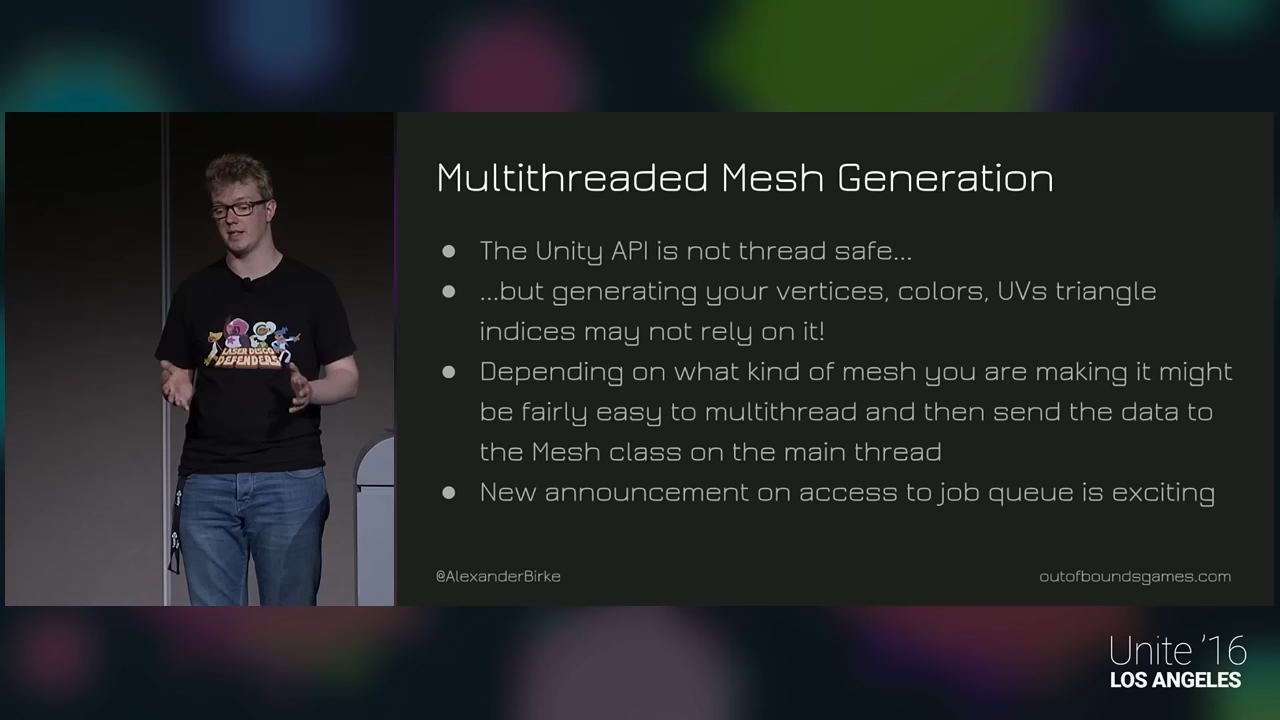 Multithreaded Mesh Generation
● The Unity API is not thread safe...
● ...but generating your vertices, colors, UVs triangle
indices may not rely on it!
● Depending on what kind of mesh you are making it might
be fairly easy to multithread and then send the data to
the Mesh class on the main thread
● New announcement on access to job queue is exciting
@AlexanderBirke
outofboundsgames.com
LASER DISCO
DEFENDERS
Unite '16
LOS ANGELES